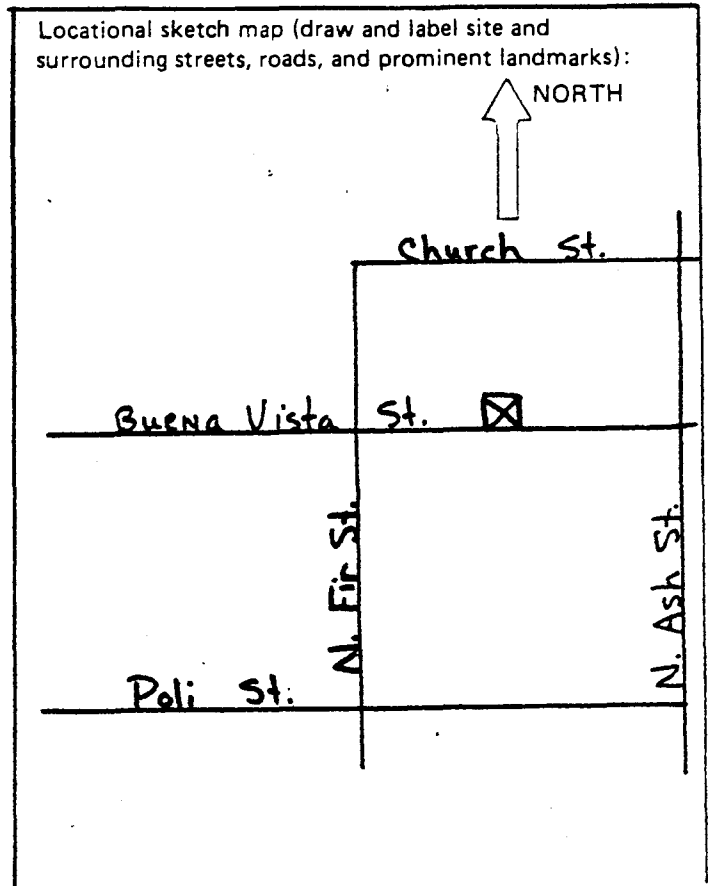 Locational sketch map (draw and label site and
surrounding streets, roads, and prominent landmarks):
NORTH
Church St.
Buena Vista St.
N. Fir St.
N. Ash St.
Poli St.